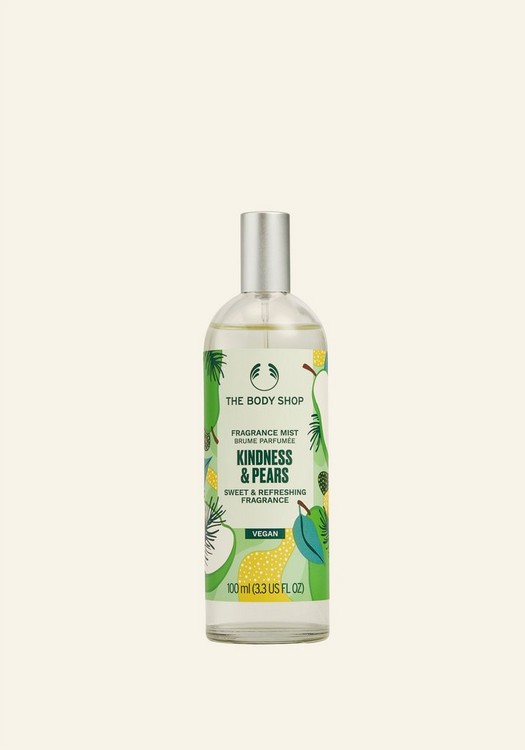 THE BODY SHOP
FRAGRANCE MIST
BRUME PARFUMÉE
KINDNESS
& PEARS
SWEET & REFRESHING
FRAGRANCE
VEGAN
100 ml (3.3 US FL OZ)